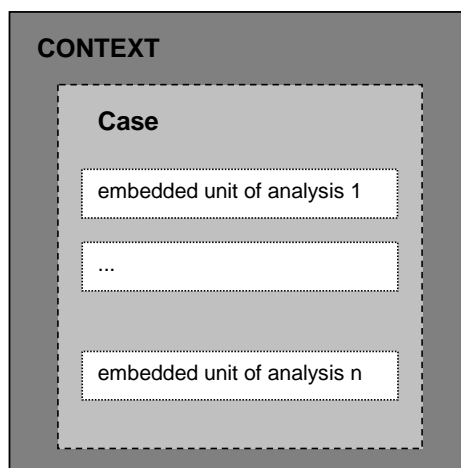 CONTEXT
Case
embedded unit of analysis 1
...
embedded unit of analysis n